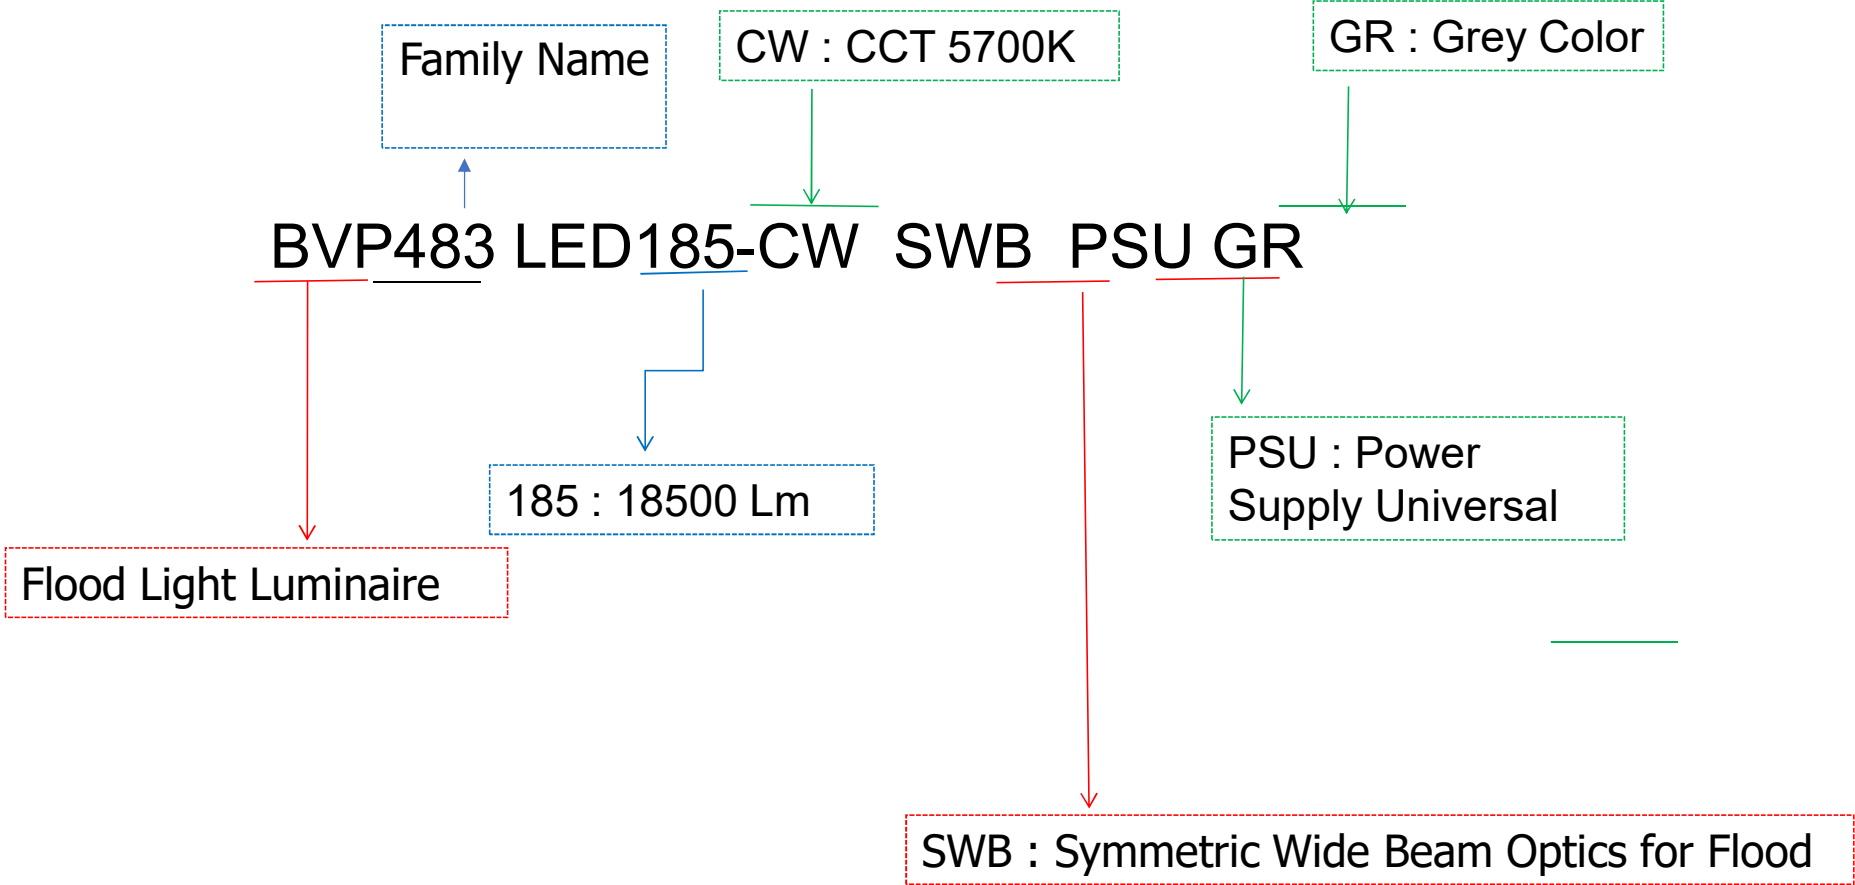 GR : Grey Color
CW : CCT 5700K
Family Name
BVP483 LED185-CW SWB PSU GR
PSU : Power
Supply Universal
185 : 18500 Lm
Flood Light Luminaire
SWB : Symmetric Wide Beam Optics for Flood